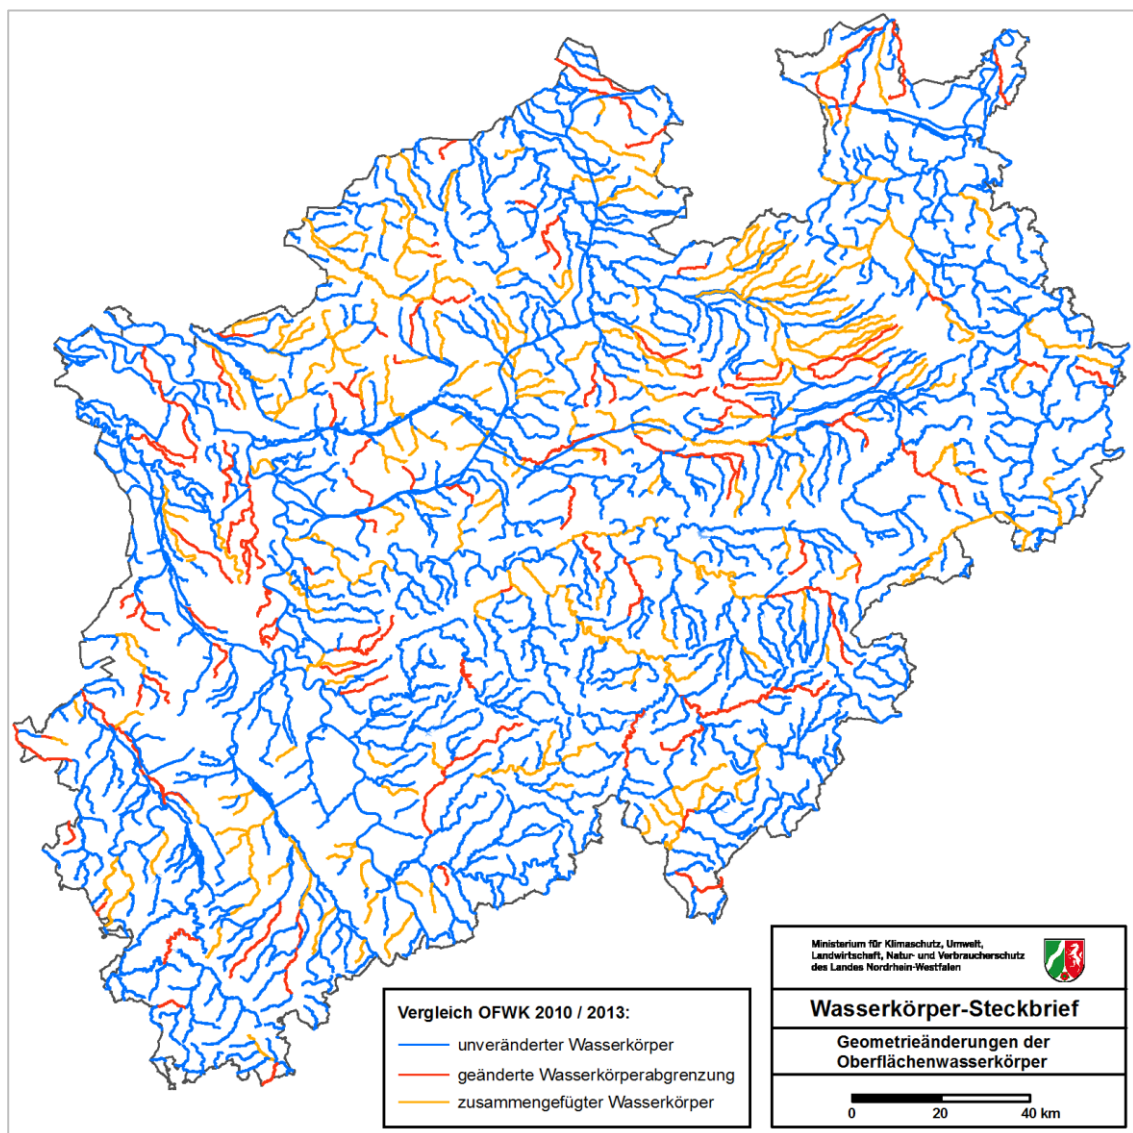 Ministerium für Klimaschutz, Umwelt,
Landwirtschaft, Natur- und Verbraucherschutz
des Landes Nordrhein-Westfalen
Wasserkörper-Steckbrief
Geometrieänderungen der
Oberflächenwasserkörper
0 20 40 km
Vergleich OFWK 2010 / 2013:
unveränderter Wasserkörper
geänderte Wasserkörperabgrenzung
zusammengefügter Wasserkörper